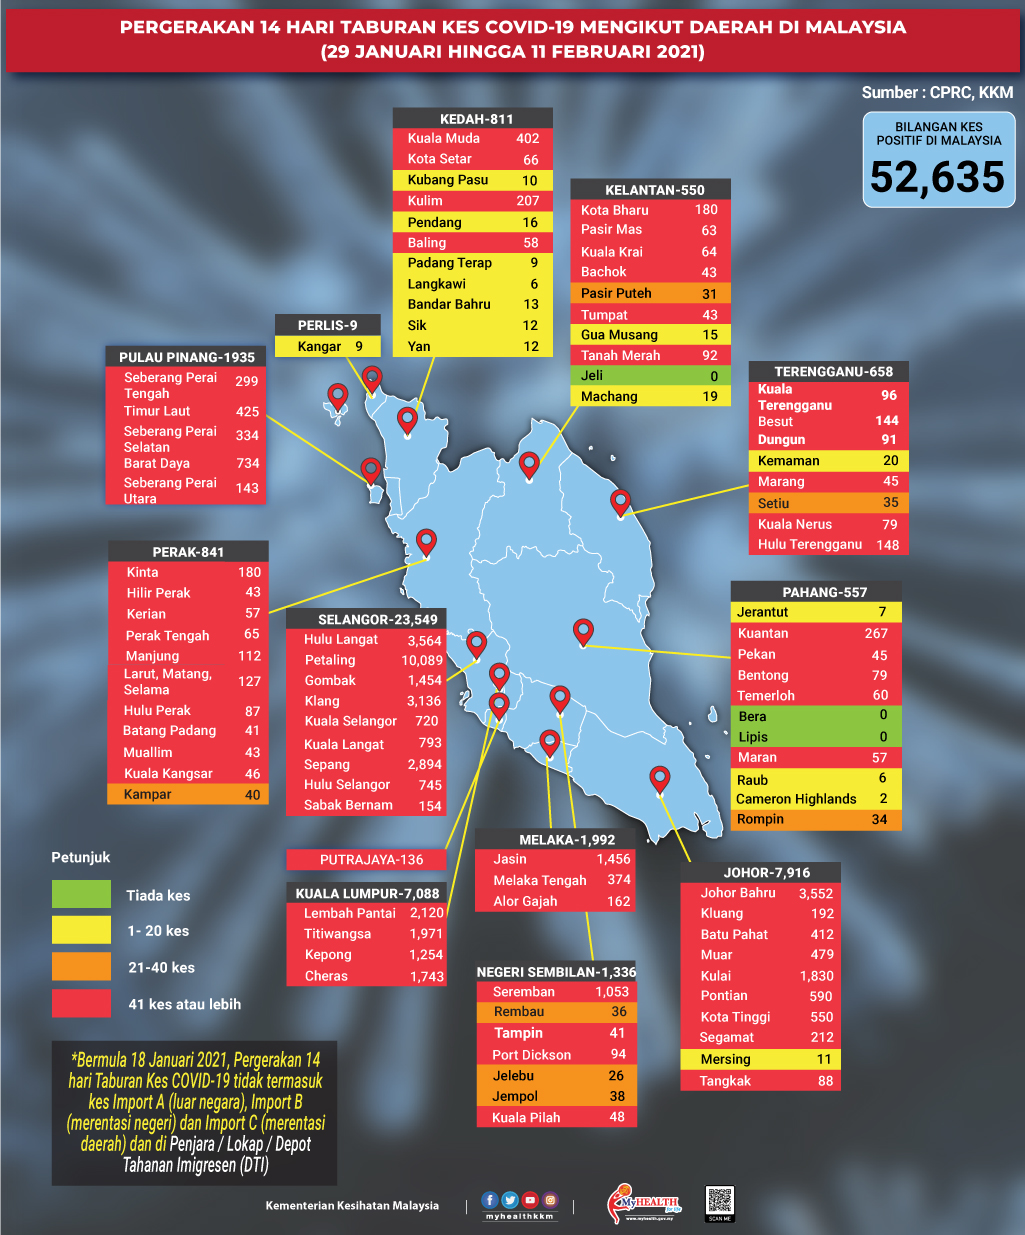 PERGERAKAN 14 HARI TABURAN KES COVID-19 MENGIKUT DAERAH DI MALAYSIA
(29 JANUARI HINGGA 11 FEBRUARI 2021)
Sumber : CPRC, KKM
BILANGAN KES
POSITIF DI MALAYSIA
52,635
KEDAH-811
Kuala Muda 402
Kota Setar 66
Kubang Pasu 10
Kulim 207
Pendang 16
Baling 58
Padang Terap 9
Langkawi 6
Bandar Bahru 13
Sik 12
Yan 12
KELANTAN-550
Kota Bharu 180
Pasir Mas 63
Kuala Krai 64
Bachok 43
Pasir Puteh 31
Tumpat 43
Gua Musang 15
Tanah Merah 92
Jeli 0
Machang 19
PERLIS-9
Kangar 9
PULAU PINANG-1935
Seberang Perai
Tengah 299
Timur Laut 425
Seberang Perai
Selatan 334
Barat Daya 734
Seberang Perai
Utara 143
TERENGGANU-658
Kuala
Terengganu 96
Besut 144
Dungun 91
Kemaman 20
Marang 45
Setiu 35
Kuala Nerus 79
Hulu Terengganu 148
PERAK-841
Kinta 180
Hilir Perak 43
Kerian 57
Perak Tengah 65
Manjung 112
Larut, Matang,
Selama 127
Hulu Perak 87
Batang Padang 41
Muallim 43
Kuala Kangsar 46
Kampar 40
SELANGOR-23,549
Hulu Langat 3,564
Petaling 10,089
Gombak 1,454
Klang 3,136
Kuala Selangor 720
Kuala Langat 793
Sepang 2,894
Hulu Selangor 745
Sabak Bernam 154
PAHANG-557
Jerantut 7
Kuantan 267
Pekan 45
Bentong 79
Temerloh 60
Bera 0
Lipis 0
Maran 57
Raub 6
Cameron Highlands 2
Rompin 34
PUTRAJAYA-136
KUALA LUMPUR-7,088
Lembah Pantai 2,120
Titiwangsa 1,971
Kepong 1,254
Cheras 1,743
MELAKA-1,992
Jasin 1,456
Melaka Tengah 374
Alor Gajah 162
NEGERI SEMBILAN-1,336
Seremban 1,053
Rembau 36
Tampin 41
Port Dickson 94
Jelebu 26
Jempol 38
Kuala Pilah 48
JOHOR-7,916
Johor Bahru 3,552
Kluang 192
Batu Pahat 412
Muar 479
Kulai 1,830
Pontian 590
Kota Tinggi 550
Segamat 212
Mersing 11
Tangkak 88
Petunjuk
Tiada kes
1- 20 kes
21-40 kes
41 kes atau lebih
*Bermula 18 Januari 2021, Pergerakan 14
hari Taburan Kes COVID-19 tidak termasuk
kes Import A (luar negara), Import B
(merentasi negeri) dan Import C (merentasi
daerah) dan di Penjara / Lokap / Depot
Tahanan Imigresen (DTI)
Kementerian Kesihatan Malaysia
myhealthkkm
MyHEALTH
for life
www.myhealth.gov.my
SCAN ME